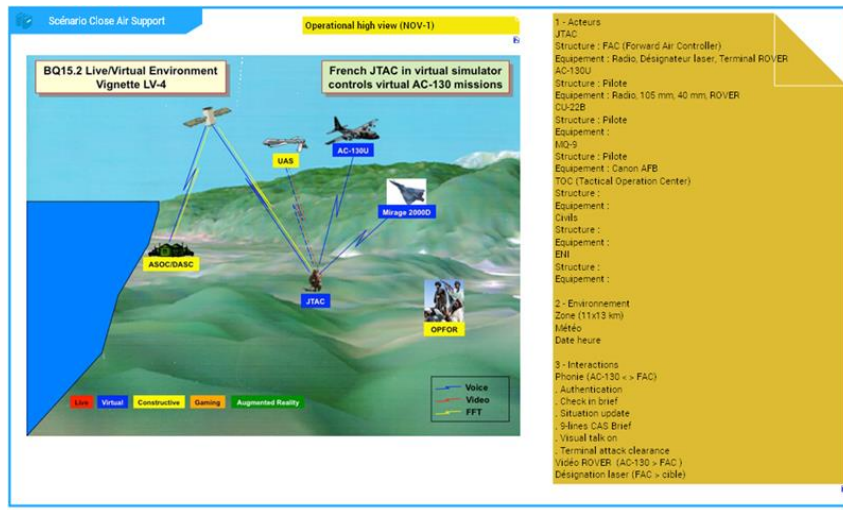 Scénario Close Air Support
Operational high view (NOV-1)
BQ15.2 Live/Virtual Environment
Vignette LV-4
French JTAC in virtual simulator
controls virtual AC-130 missions
UAS
AC-130U
Mirage 2000D
ASOC/DASC
JTAC
OPFOR
Live
Virtual
Constructive
Gaming
Augmented Reality
Voice
Video
FFT
1 - Acteurs
JTAC
Structure : FAC (Forward Air Controller)
Equipement : Radio, Désignateur laser, Terminal ROVER
AC-130U
Structure : Pilote
Equipement : Radio, 105 mm, 40 mm, ROVER
CU-22B
Structure : Pilote
Equipement :
MQ-9
Structure : Pilote
Equipement : Canon AFB
TOC (Tactical Operation Center)
Structure :
Equipement :
Civils
Structure :
Equipement :
ENI
Structure :
Equipement :
2 - Environnement
Zone (11x13 km)
Météo
Date heure
3 - Interactions
Phonie (AC-130 < > FAC)
. Authentication
. Check in brief
. Situation update
. 9-lines CAS Brief
. Visual talk on
. Terminal attack clearance
Vidéo ROVER (AC-130 > FAC )
Désignation laser (FAC > cible)